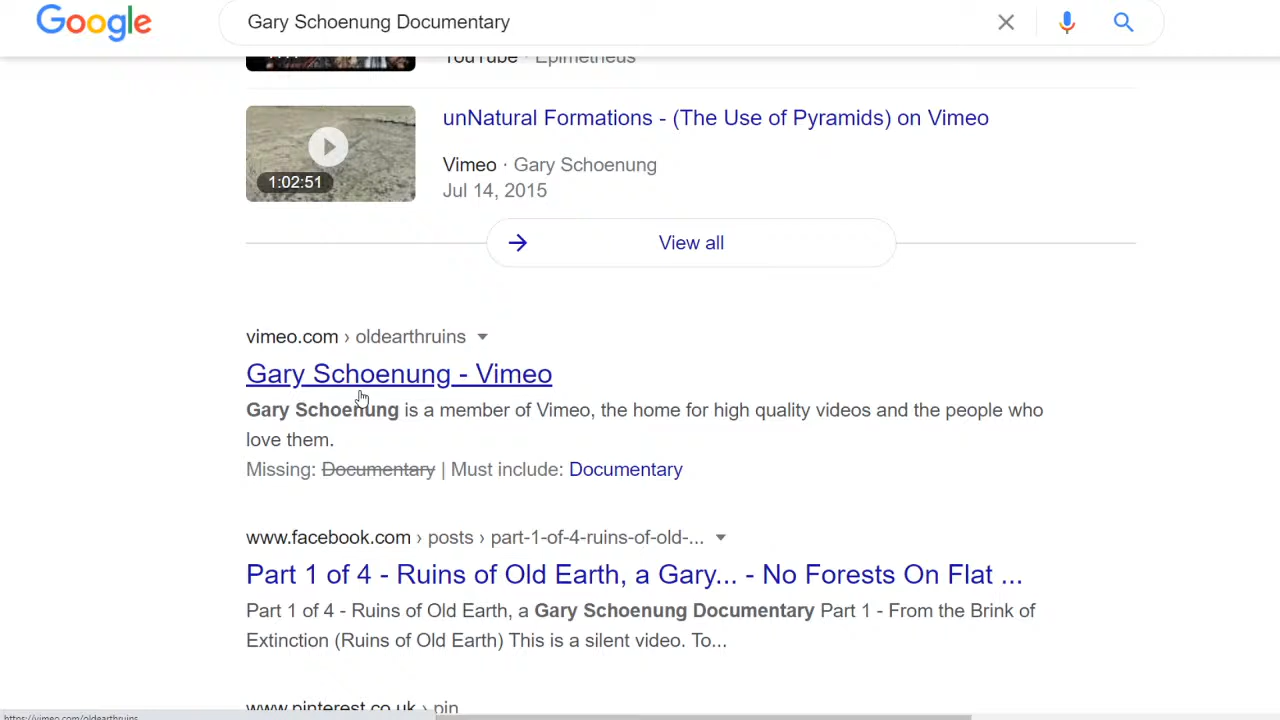 Google
Gary Schoenung Documentary
YouTube · Epimetheus
unNatural Formations - (The Use of Pyramids) on Vimeo
Vimeo · Gary Schoenung
1:02:51
Jul 14, 2015
View all
vimeo.com › oldearthruins
Gary Schoenung - Vimeo
Gary Schoenung is a member of Vimeo, the home for high quality videos and the people who
love them.
Missing: Documentary | Must include: Documentary
www.facebook.com › posts › part-1-of-4-ruins-of-old-...
Part 1 of 4 - Ruins of Old Earth, a Gary... - No Forests On Flat ...
Part 1 of 4 - Ruins of Old Earth, a Gary Schoenung Documentary Part 1 - From the Brink of
Extinction (Ruins of Old Earth) This is a silent video. To...
www.pinterest.co.uk › pin
https://vimeo.com/oldearthruins